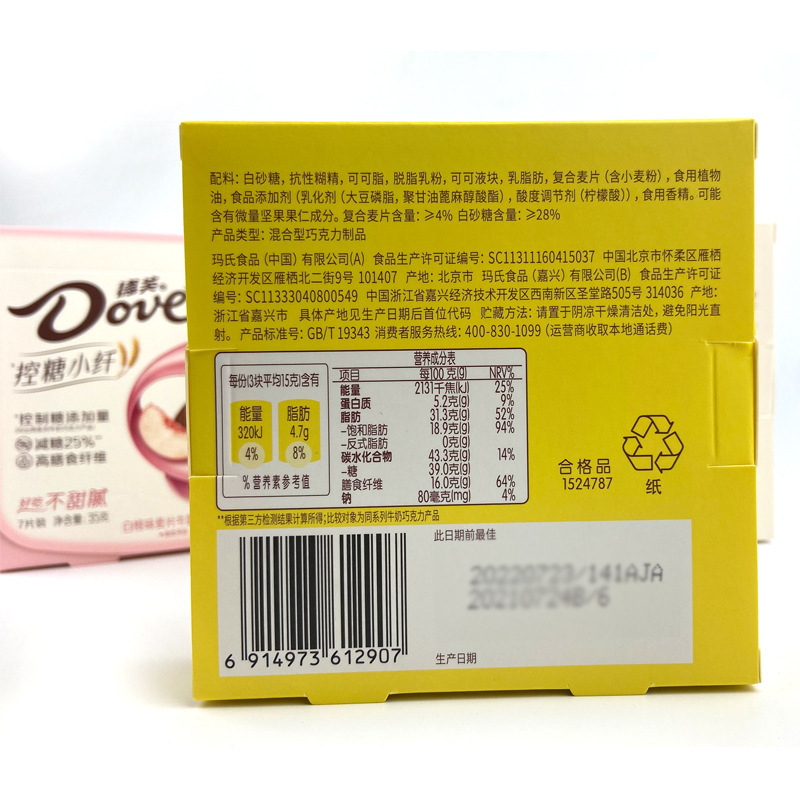 配料：白砂糖，抗性糊精，可可脂，脱脂乳粉，可可液块，乳脂肪，复合麦片（含小麦粉），食用植物
油，食品添加剂（乳化剂（大豆磷脂，聚甘油蓖麻醇酸酯），酸度调节剂（柠檬酸）），食用香精。可能
含有微量坚果果仁成分。复合麦片含量：≥4% 白砂糖含量：≥28%
产品类型：混合型巧克力制品
玛氏食品（中国）有限公司(A) 食品生产许可证编号：SC11311160415037 中国北京市怀柔区雁栖
经济开发区雁栖北二街9号 101407 产地：北京市 玛氏食品（嘉兴）有限公司(B) 食品生产许可证
编号：SC11333040800549 中国浙江省嘉兴经济技术开发区西南新区圣堂路505号 314036 产地：
浙江省嘉兴市 具体产地见生产日期后首位代码 贮藏方法：请置于阴凉干燥清洁处，避免阳光直
射。产品标准号：GB/T 19343 消费者服务热线：400-830-1099（运营商收取本地通话费）
每份(3块平均15克)含有
能量 脂肪
320kJ 4.7g
4% 8%
% 营养素参考值
营养成分表
项目 每100克(g) NRV%
能量 2131千焦(kJ) 25%
蛋白质 5.2克(g) 9%
脂肪 31.3克(g) 52%
–饱和脂肪 18.9克(g) 94%
–反式脂肪 0克(g)
碳水化合物 43.3克(g) 14%
–糖 39.0克(g)
膳食纤维 16.0克(g) 64%
钠 80毫克(mg) 4%
合格品
1524787
纸
**根据第三方检测结果计算所得；比较对象为同系列牛奶巧克力产品
此日期前最佳
20220723/141AJA
20210724B/6
生产日期
6 914973 612907
德芙
Dove
控糖小纤
控制糖添加量
减糖25%**
高膳食纤维
好吃 不甜腻
7片装 净含量：35克